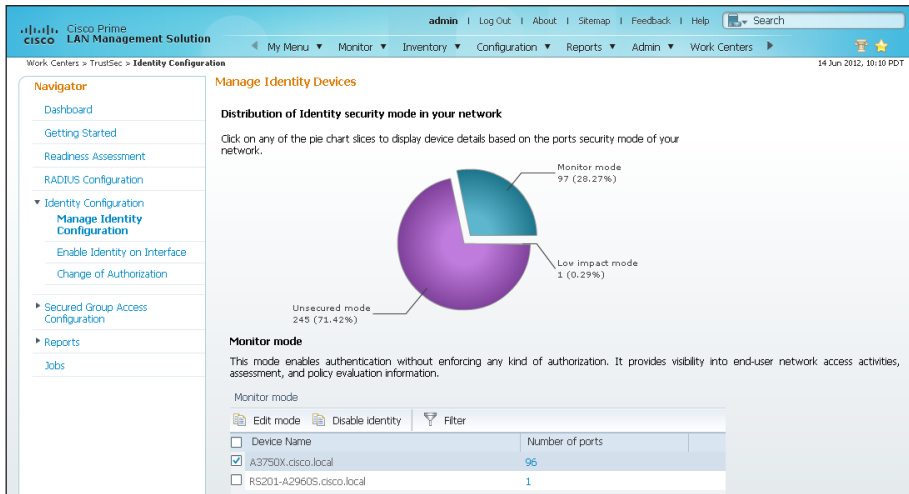 Cisco Prime
CISCO LAN Management Solution
admin | Log Out | About | Sitemap | Feedback | Help Search
My Menu ▼ Monitor ▼ Inventory ▼ Configuration ▼ Reports ▼ Admin ▼ Work Centers
Work Centers > TrustSec > Identity Configuration
14 Jun 2012, 10:10 PDT
Navigator
Dashboard
Getting Started
Readiness Assessment
RADIUS Configuration
Identity Configuration
Manage Identity
Configuration
Enable Identity on Interface
Change of Authorization
Secured Group Access
Configuration
Reports
Jobs
Manage Identity Devices
Distribution of Identity security mode in your network
Click on any of the pie chart slices to display device details based on the ports security mode of your
network.
Monitor mode
97 (28.27%)
Low impact mode
1 (0.29%)
Unsecured mode
245 (71.42%)
Monitor mode
This mode enables authentication without enforcing any kind of authorization. It provides visibility into end-user network access activities,
assessment, and policy evaluation information.
Monitor mode
Edit mode Disable identity Filter
Device Name Number of ports
A3750X.cisco.local 96
RS201-A2960S.cisco.local 1